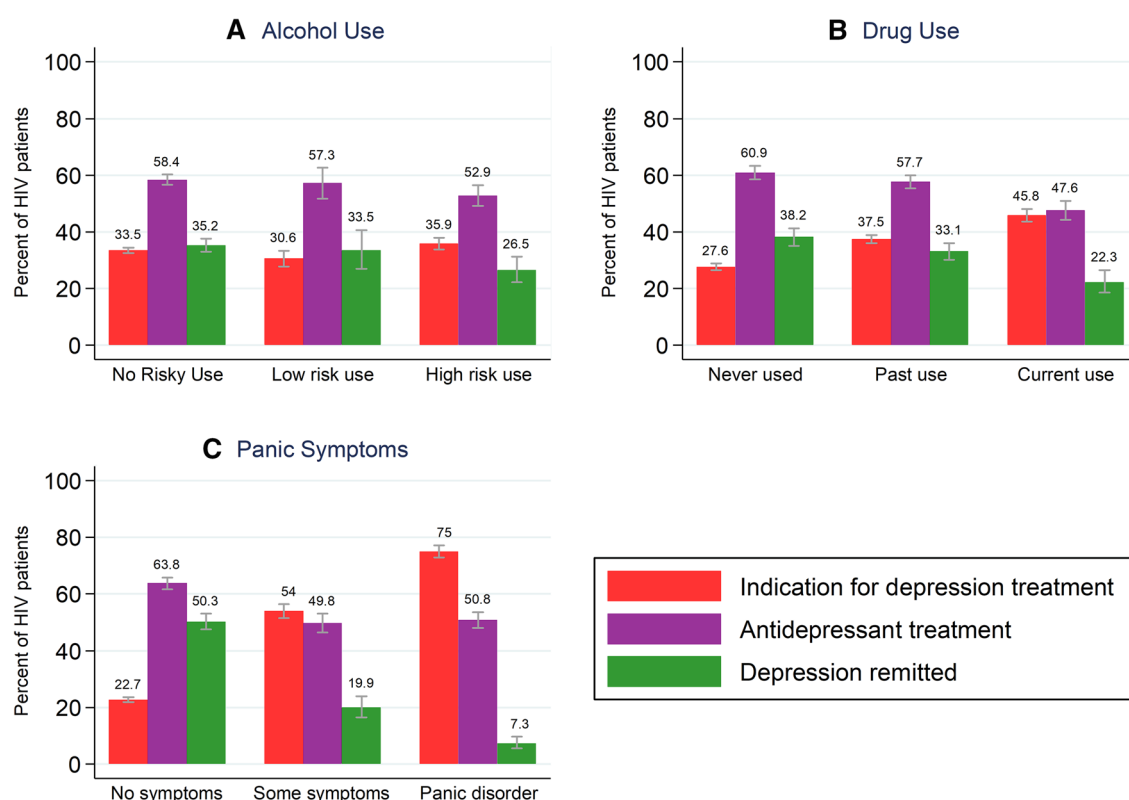 A Alcohol Use
Percent of HIV patients
100
80
60
40
20
0
33.5 58.4 35.2
30.6 57.3 33.5
35.9 52.9 26.5
No Risky Use Low risk use High risk use
B Drug Use
Percent of HIV patients
100
80
60
40
20
0
27.6 60.9 38.2
37.5 57.7 33.1
45.8 47.6 22.3
Never used Past use Current use
C Panic Symptoms
Percent of HIV patients
100
80
60
40
20
0
22.7 63.8 50.3
54 49.8 19.9
75 50.8 7.3
No symptoms Some symptoms Panic disorder
Indication for depression treatment
Antidepressant treatment
Depression remitted